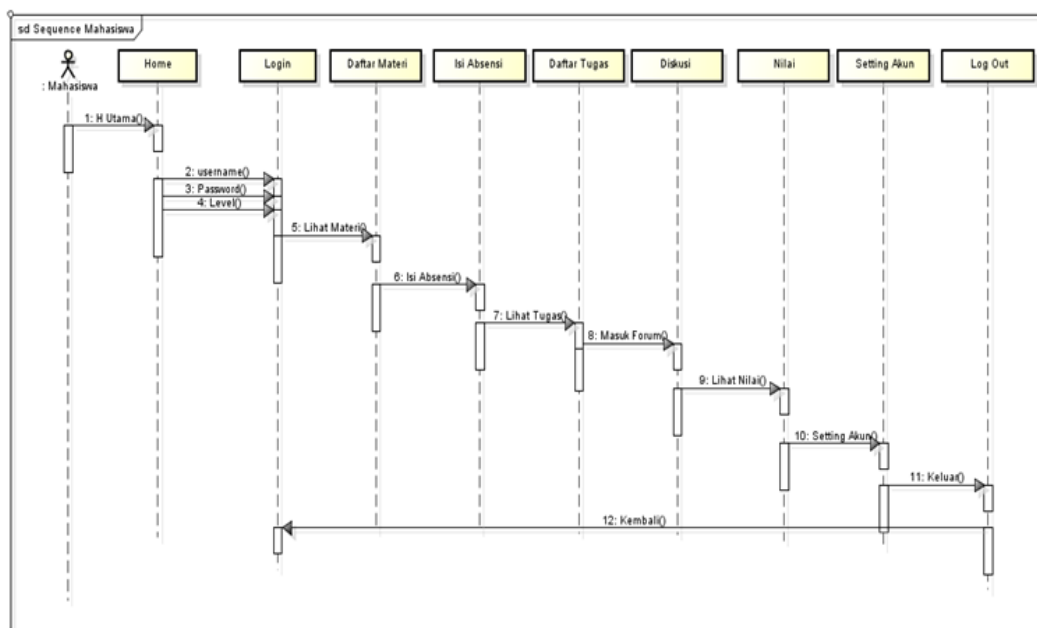 sd Sequence Mahasiswa
: Mahasiswa
Home
Login
Daftar Materi
Isi Absensi
Daftar Tugas
Diskusi
Nilai
Setting Akun
Log Out
1: H Utama()
2: username()
3: Password()
4: Level()
5: Lihat Materi()
6: Isi Absensi()
7: Lihat Tugas()
8: Masuk Forum()
9: Lihat Nilai()
10: Setting Akun()
11: Keluar()
12: Kembali()